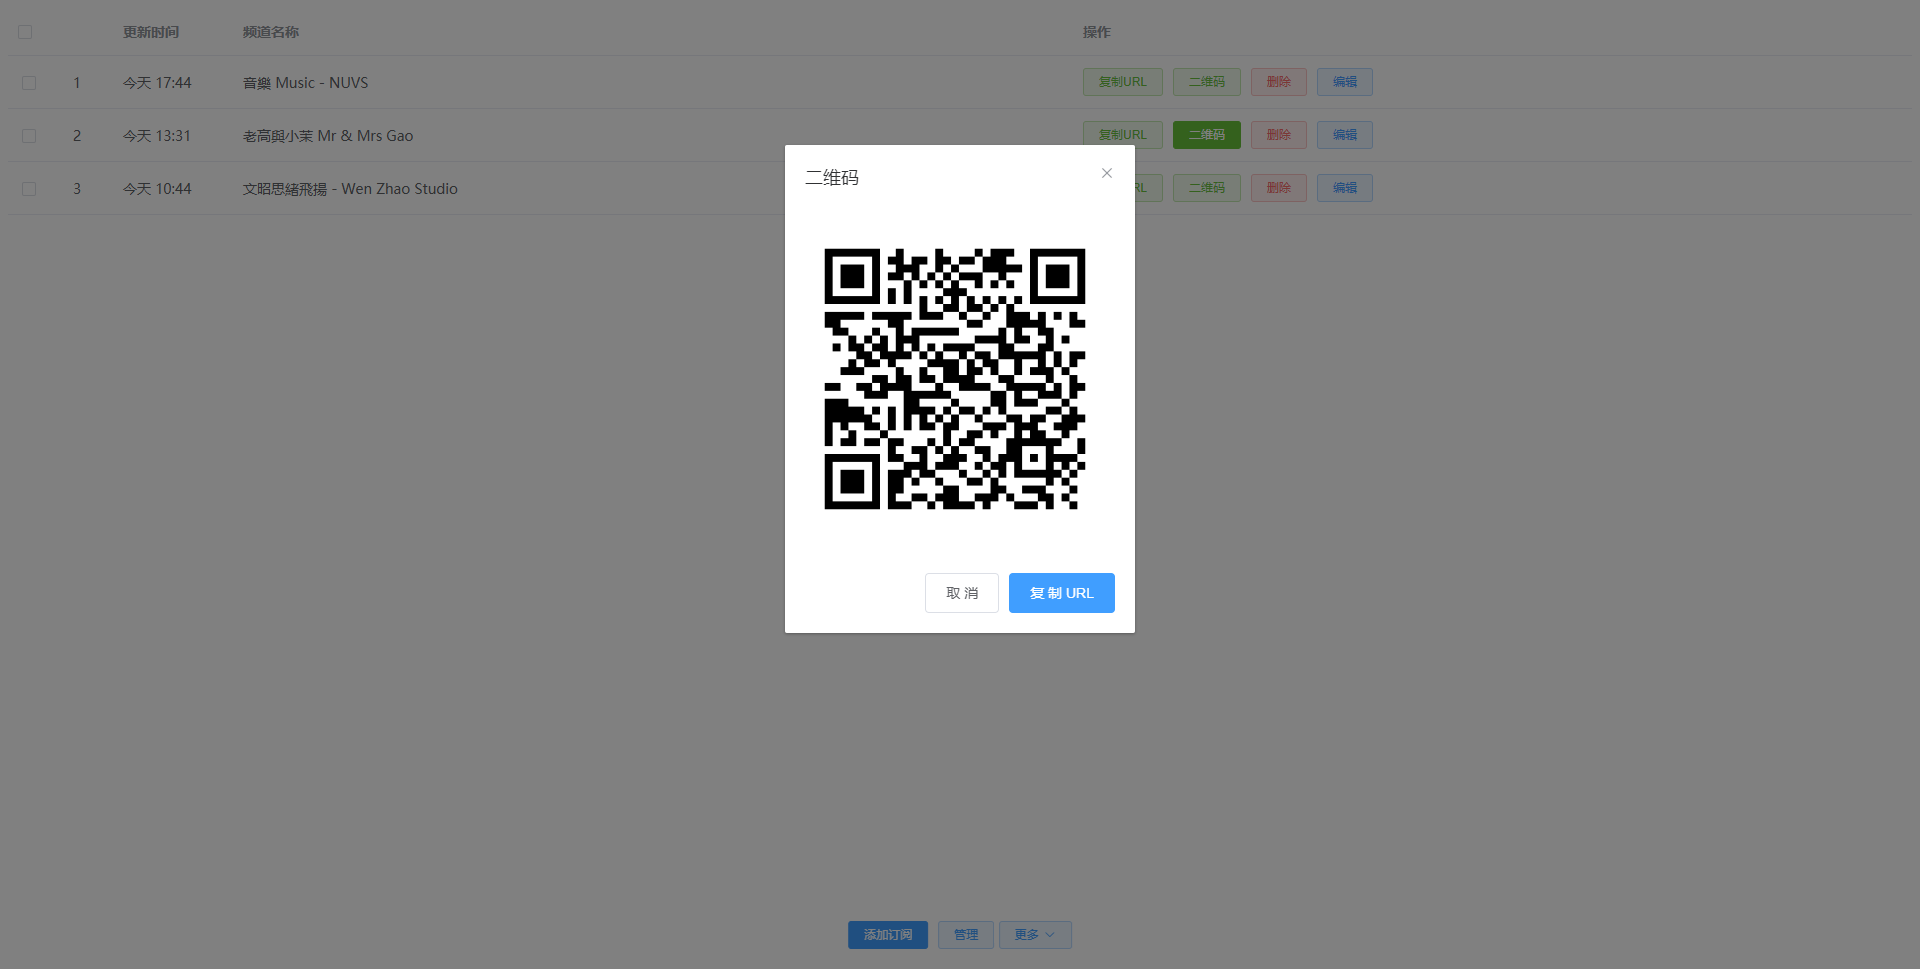 更新时间 频道名称 操作
1 今天 17:44 音樂 Music - NUVS 复制URL 二维码 删除 编辑
2 今天 13:31 老高與小茉 Mr & Mrs Gao 复制URL 二维码 删除 编辑
3 今天 10:44 文昭思緒飛揚 - Wen Zhao Studio RL 二维码 删除 编辑
二维码
取 消 复 制 URL
添加订阅 管理 更多